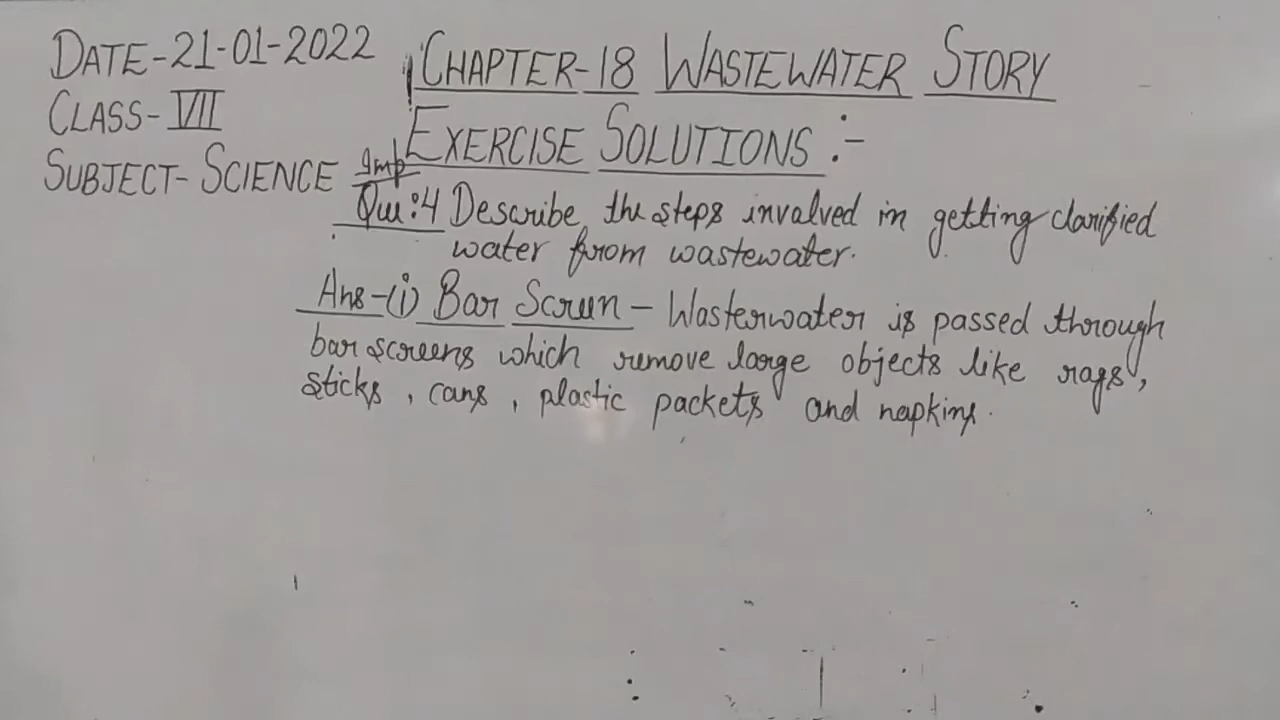 DATE-21-01-2022
CLASS-VII
SUBJECT-SCIENCE
CHAPTER-18 WASTEWATER STORY
EXERCISE SOLUTIONS :-
Imp
Que:4 Describe the steps involved in getting clarified
water from wastewater.
Ans-(i) Bar Screen - Wasterwater is passed through
bar screens which remove large objects like rags,
sticks, cans, plastic packets and napkins.